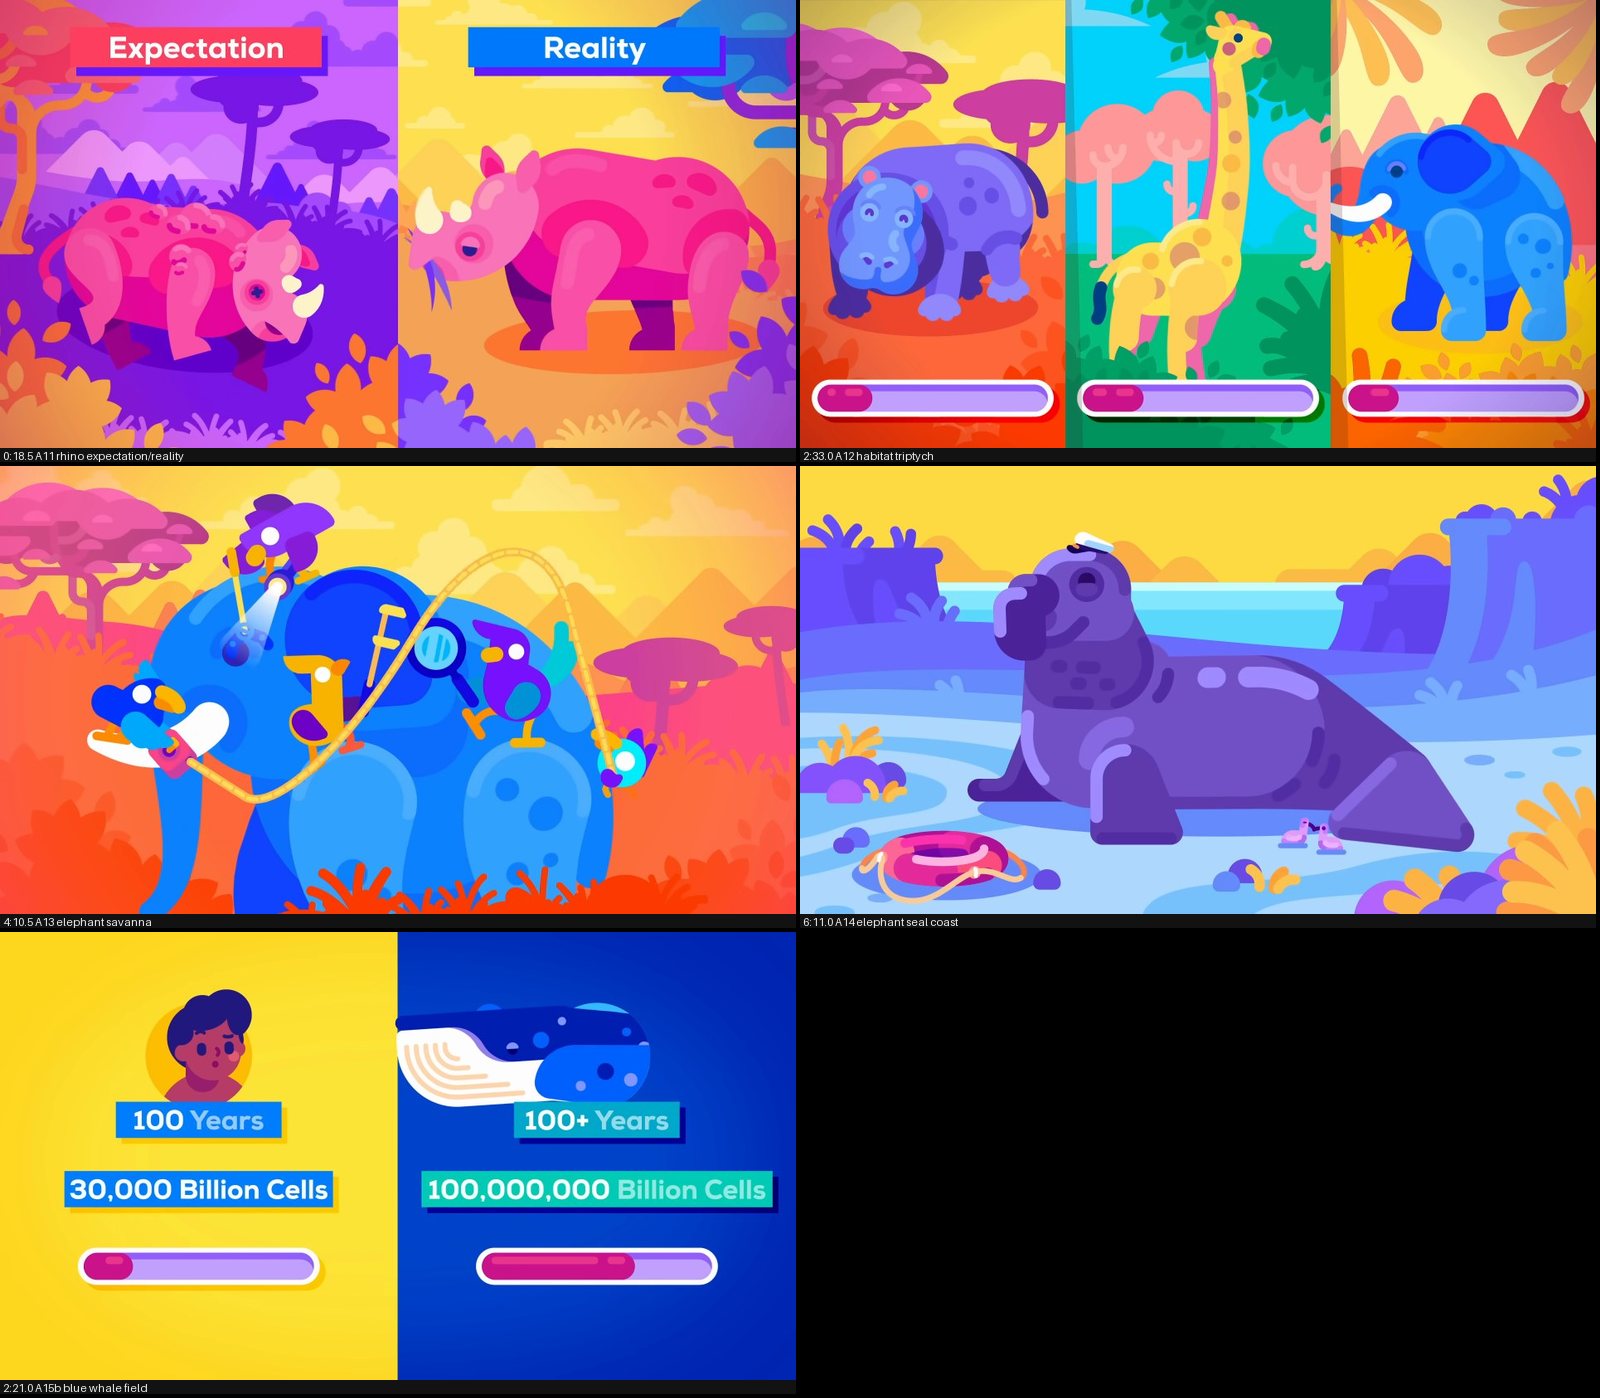 Expectation
Reality
0:18.5 A11 rhino expectation/reality
2:33.0 A12 habitat triptych
4:10.5 A13 elephant savanna
6:11.0 A14 elephant seal coast
100 Years
30,000 Billion Cells
100+ Years
100,000,000 Billion Cells
2:21.0 A15b blue whale field